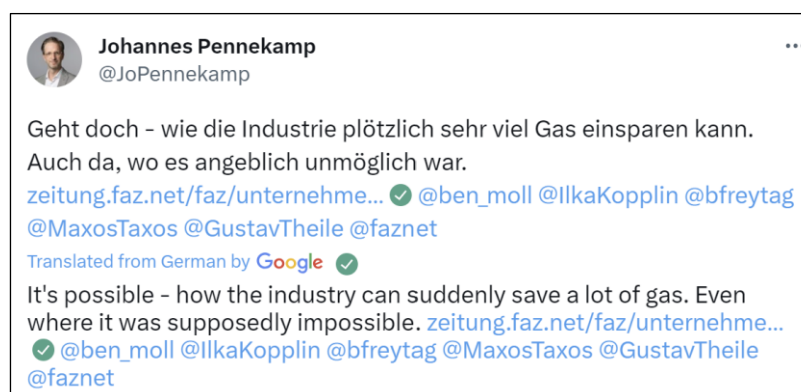 Johannes Pennekamp
@JoPennekamp
Geht doch - wie die Industrie plötzlich sehr viel Gas einsparen kann.
Auch da, wo es angeblich unmöglich war.
zeitung.faz.net/faz/unternehme... @ben_moll @IlkaKopplin @bfreytag
@MaxosTaxos @GustavTheile @faznet
Translated from German by Google
It's possible - how the industry can suddenly save a lot of gas. Even
where it was supposedly impossible. zeitung.faz.net/faz/unternehme...
@ben_moll @IlkaKopplin @bfreytag @MaxosTaxos @GustavTheile
@faznet